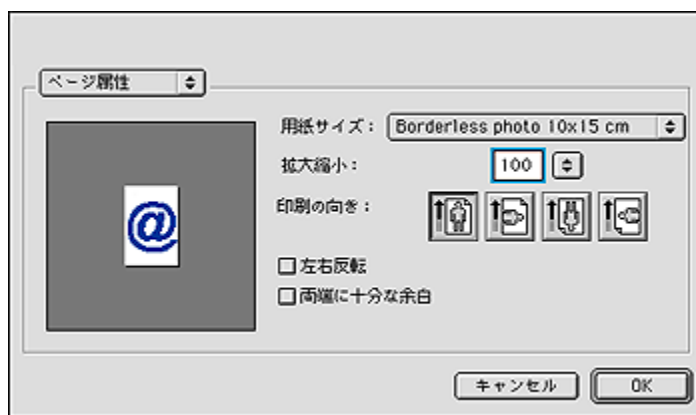 ページ属性
用紙サイズ： Borderless photo 10x15 cm
拡大縮小： 100
印刷の向き：
@
左右反転
両端に十分な余白
キャンセル OK